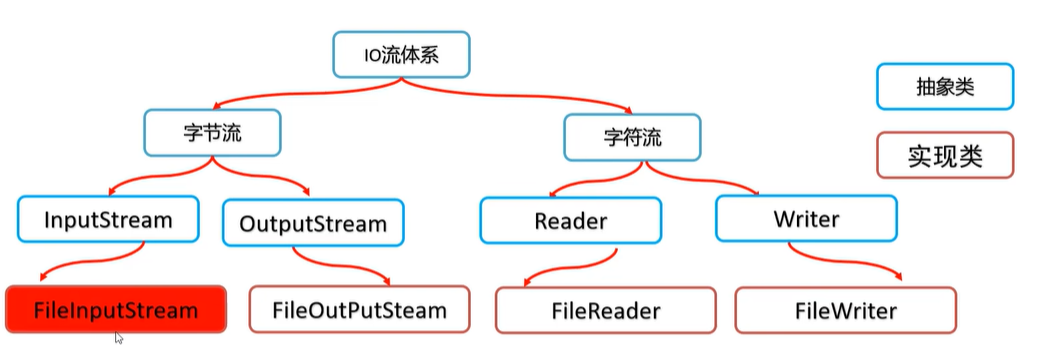 IO流体系
抽象类
字节流
字符流
实现类
InputStream
OutputStream
Reader
Writer
FileInputStream
FileOutPutSteam
FileReader
FileWriter